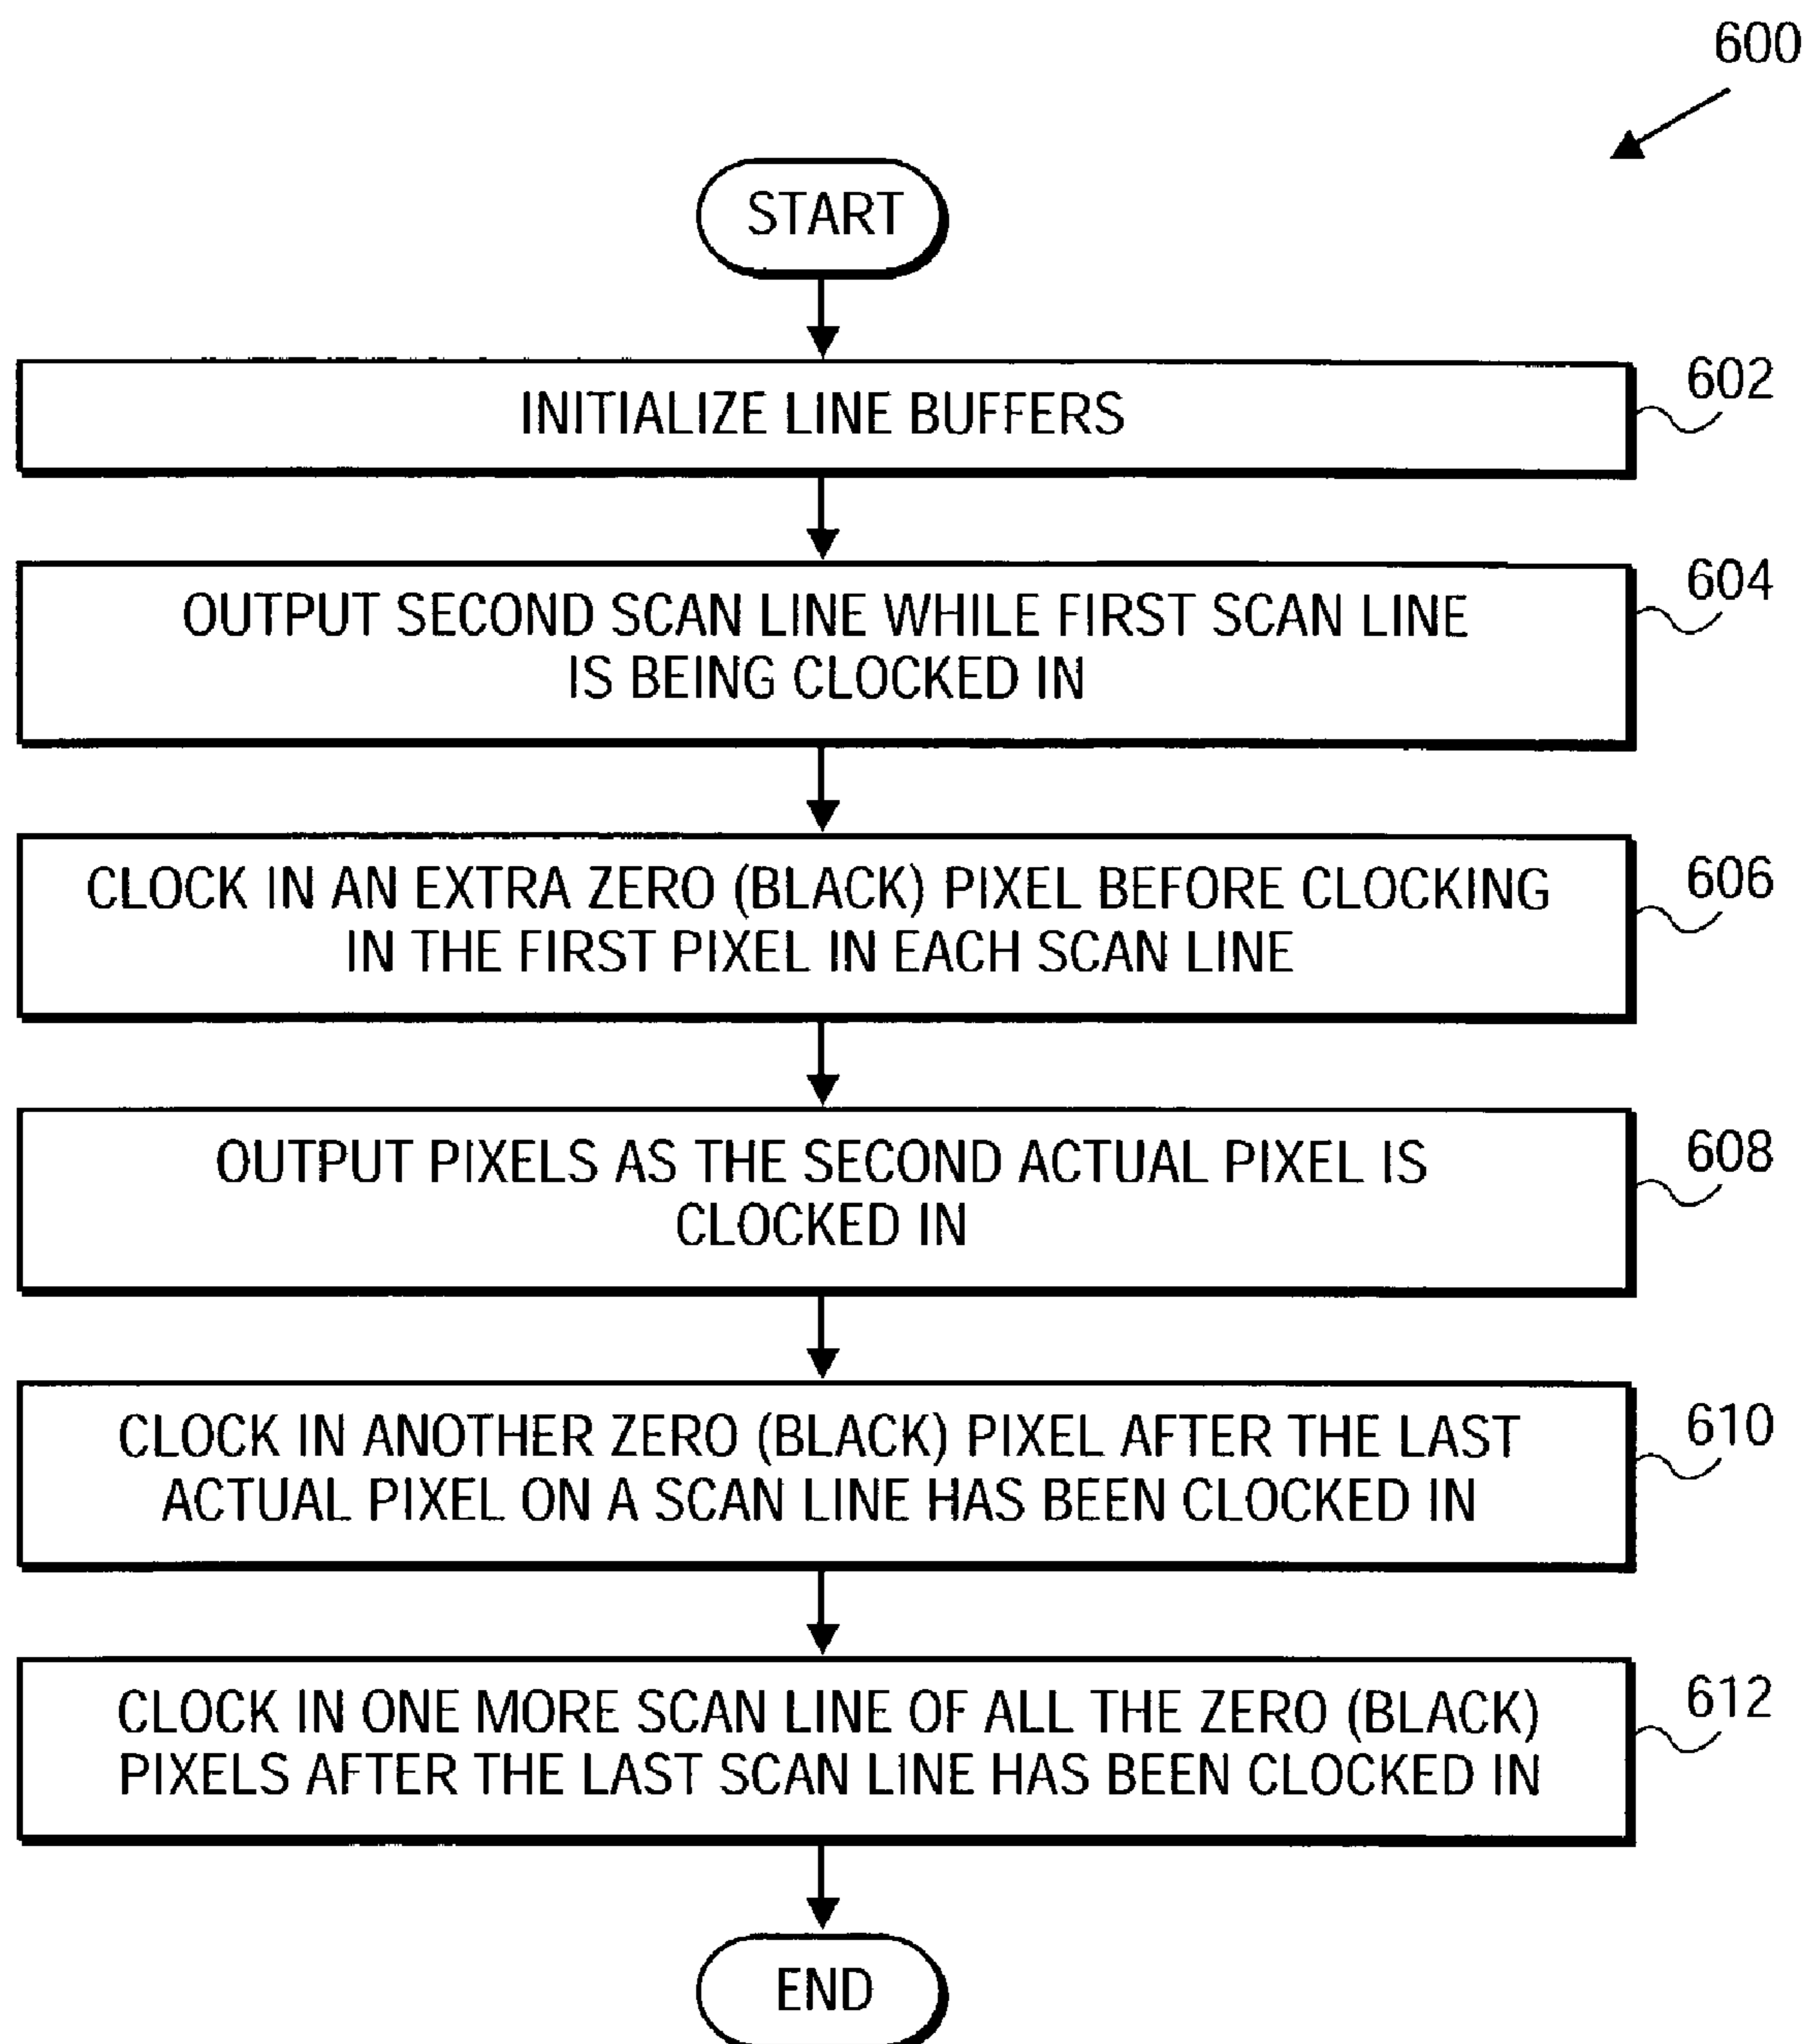 600
START
INITIALIZE LINE BUFFERS
602
OUTPUT SECOND SCAN LINE WHILE FIRST SCAN LINE
IS BEING CLOCKED IN
604
CLOCK IN AN EXTRA ZERO (BLACK) PIXEL BEFORE CLOCKING
IN THE FIRST PIXEL IN EACH SCAN LINE
606
OUTPUT PIXELS AS THE SECOND ACTUAL PIXEL IS
CLOCKED IN
608
CLOCK IN ANOTHER ZERO (BLACK) PIXEL AFTER THE LAST
ACTUAL PIXEL ON A SCAN LINE HAS BEEN CLOCKED IN
610
CLOCK IN ONE MORE SCAN LINE OF ALL THE ZERO (BLACK)
PIXELS AFTER THE LAST SCAN LINE HAS BEEN CLOCKED IN
612
END